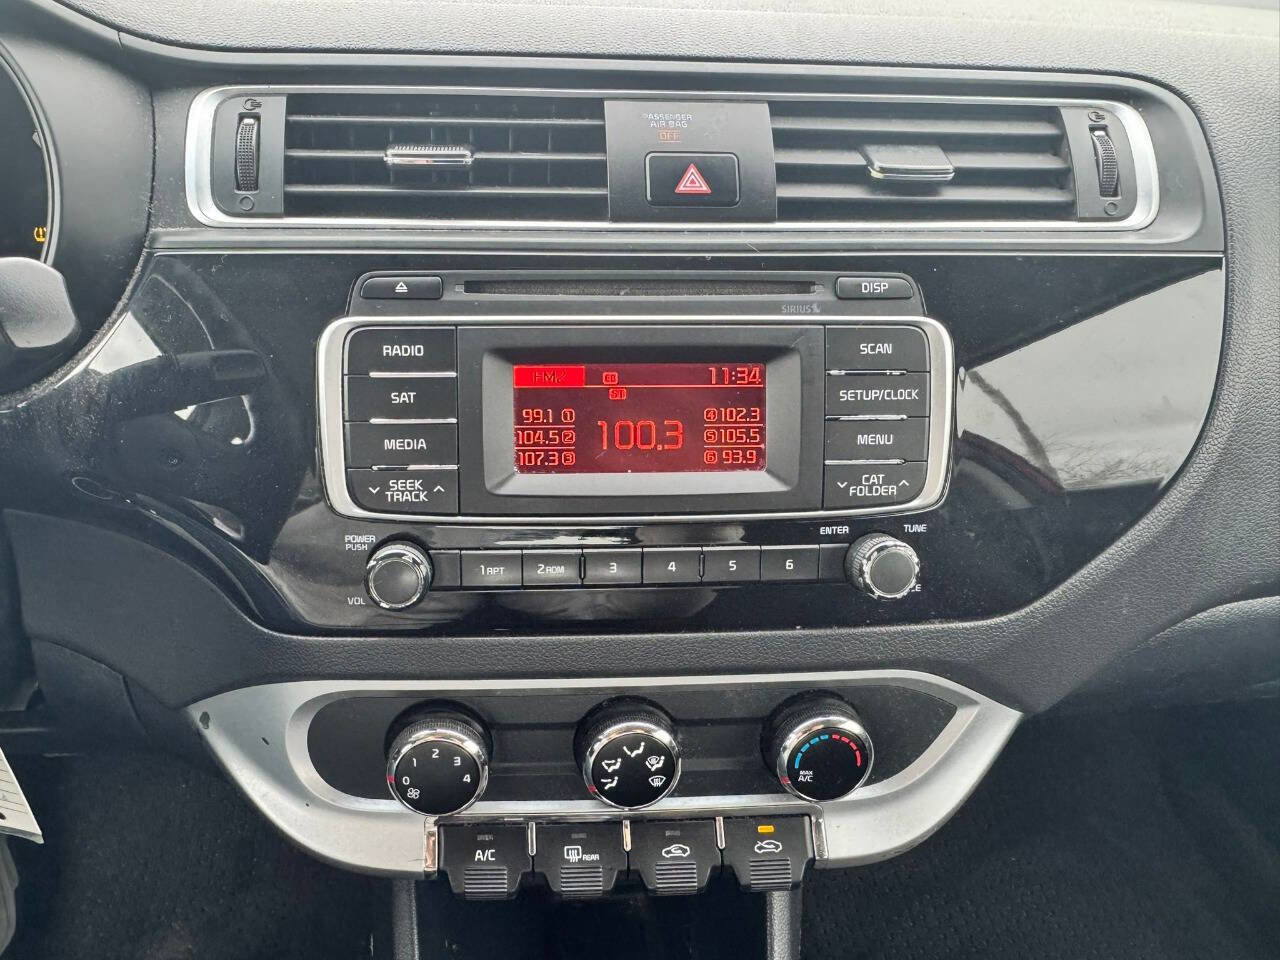 PASSENGER
AIR BAG
OFF
DISP
SIRIUS
RADIO
SAT
MEDIA
SEEK
TRACK
FM2
CD
11:34
ST
99.1 1
104.5 2
107.3 3
100.3
4 102.3
5 105.5
6 93.9
SCAN
SETUP/CLOCK
MENU
CAT
FOLDER
POWER
PUSH
VOL
1 RPT
2 RDM
3
4
5
6
ENTER
TUNE
0
1
2
3
4
MAX
A/C
A/C
REAR